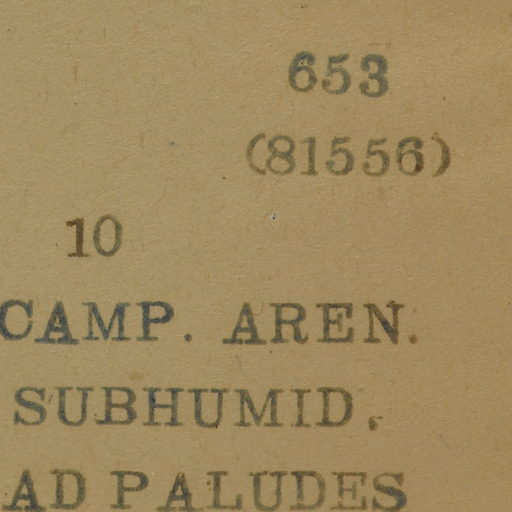 653
(81556)
10
CAMP. AREN.
SUBHUMID.
AD PALUDES